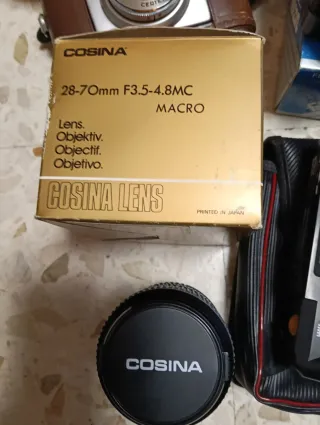 COSINA
28-70mm F3.5-4.8MC
MACRO
Lens.
Objektiv.
Objectif.
Objetivo.
COSINA LENS
PRINTED IN JAPAN
COSINA